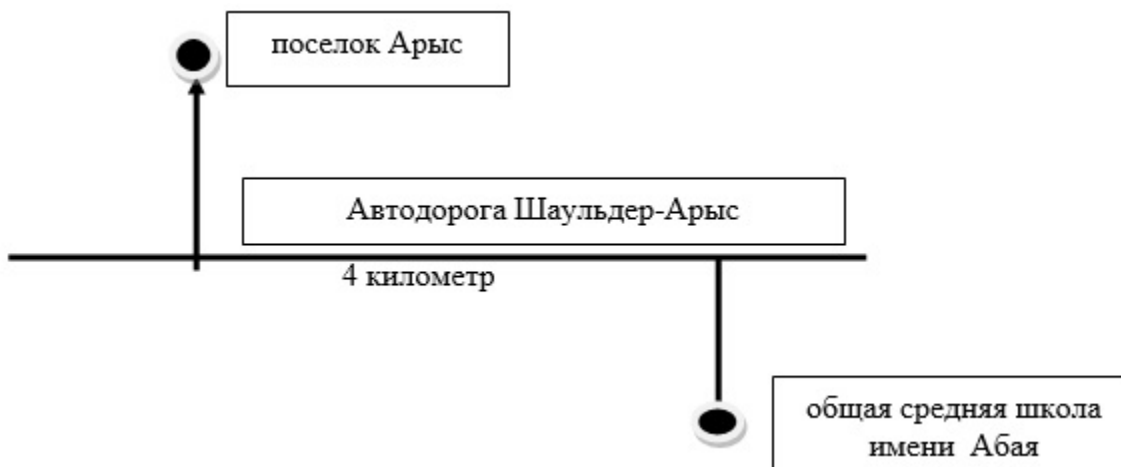 поселок Арыс
Автодорога Шаульдер-Арыс
4 километр
общая средняя школа
имени Абая